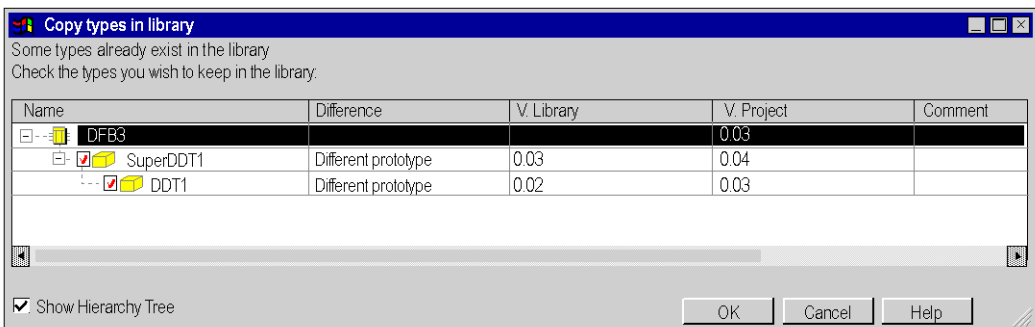 Copy types in library
Some types already exist in the library
Check the types you wish to keep in the library:
Name Difference V. Library V. Project Comment
DFB3 0.03
SuperDDT1 Different prototype 0.03 0.04
DDT1 Different prototype 0.02 0.03
Show Hierarchy Tree
OK Cancel Help